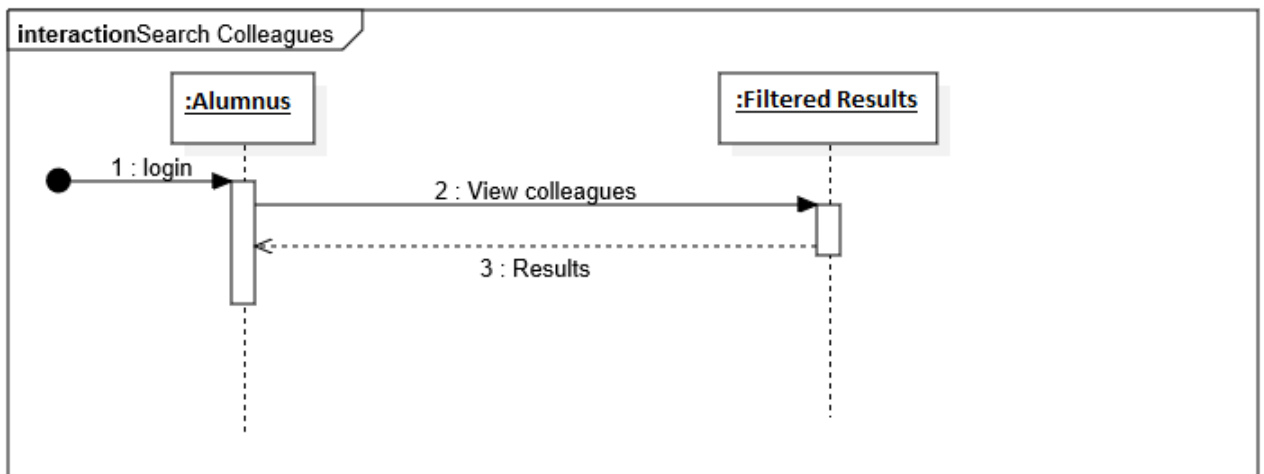 interactionSearch Colleagues
:Alumnus
:Filtered Results
1 : login
2 : View colleagues
3 : Results